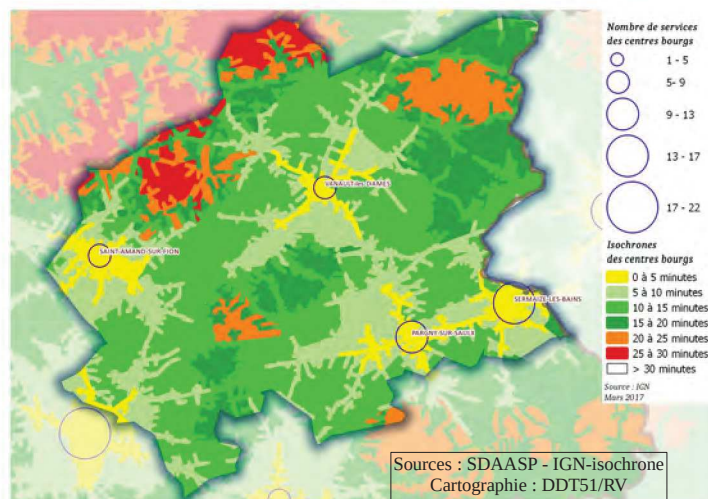 Nombre de services
des centres bourgs
1 - 5
5- 9
9 - 13
13 - 17
17 - 22
Isochrones
des centres bourgs
0 à 5 minutes
5 à 10 minutes
10 à 15 minutes
15 à 20 minutes
20 à 25 minutes
25 à 30 minutes
> 30 minutes
Source : IGN
Mars 2017
VANAULT-les-DAMES
SAINT-AMAND-SUR-FION
SERMAIZE-LES-BAINS
PARGNY-SUR-SAULX
Sources : SDAASP - IGN-isochrone
Cartographie : DDT51/RV